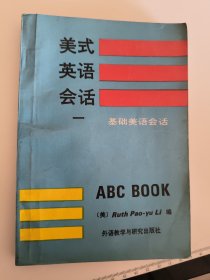 美式
英语
会话
一
基础美语会话
ABC BOOK
〔美〕Ruth Pao-yu Li 编
外语教学与研究出版社